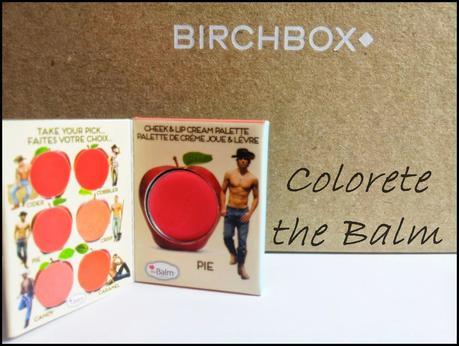 BIRCHBOX
TAKE YOUR PICK...
FAITES VOTRE CHOIX...
CIDER
COBBLER
PIE
CRISP
CANDY
CARAMEL
theBalm
CHEEK & LIP CREAM PALETTE
PALETTE DE CRÈME JOUE & LÈVRE
PIE
theBalm
Colorete
the Balm